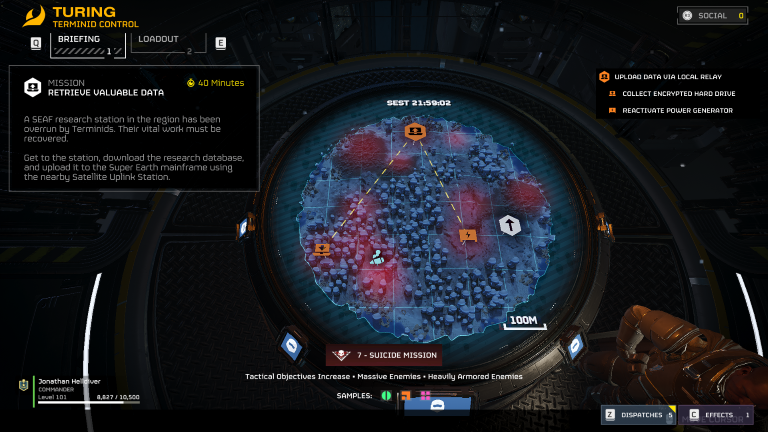 TURING
TERMINID CONTROL
SOCIAL 0
Q
BRIEFING
1
LOADOUT
2
E
MISSION
RETRIEVE VALUABLE DATA
40 Minutes
A SEAF research station in the region has been
overrun by Terminids. Their vital work must be
recovered.
Get to the station, download the research database,
and upload it to the Super Earth mainframe using
the nearby Satellite Uplink Station.
UPLOAD DATA VIA LOCAL RELAY
COLLECT ENCRYPTED HARD DRIVE
REACTIVATE POWER GENERATOR
SEST 21:59:02
100M
7 - SUICIDE MISSION
Tactical Objectives Increase • Massive Enemies • Heavily Armored Enemies
SAMPLES:
Jonathan Helldiver
COMMANDER
Level 101 8,827 / 10,500
Z DISPATCHES 5
C EFFECTS 1
CURSOR